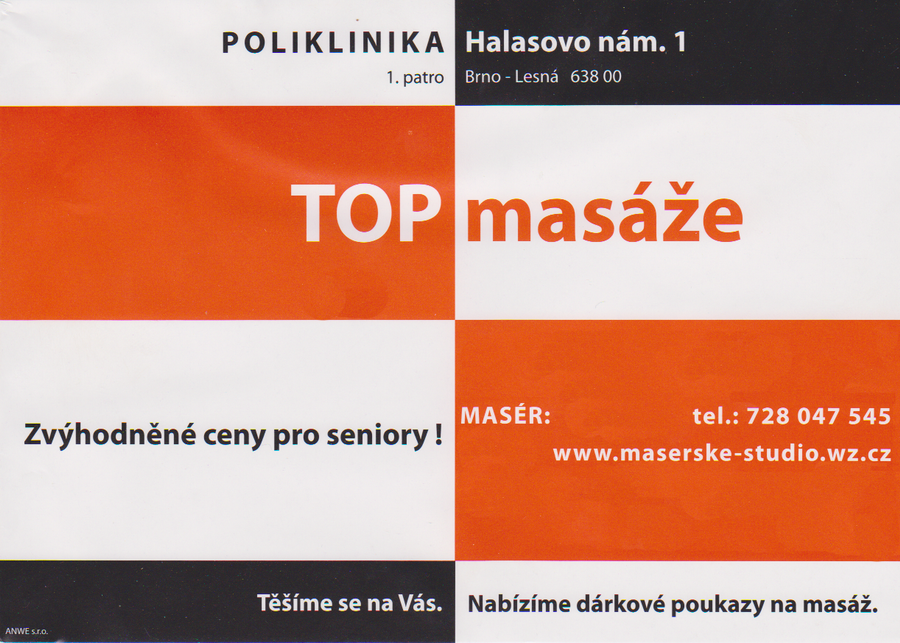 POLIKLINIKA Halasovo nám. 1
1. patro Brno - Lesná 638 00
TOP masáže
Zvýhodněné ceny pro seniory !
MASÉR: tel.: 728 047 545
www.maserske-studio.wz.cz
Těšíme se na Vás. Nabízíme dárkové poukazy na masáž.
ANWE s.r.o.